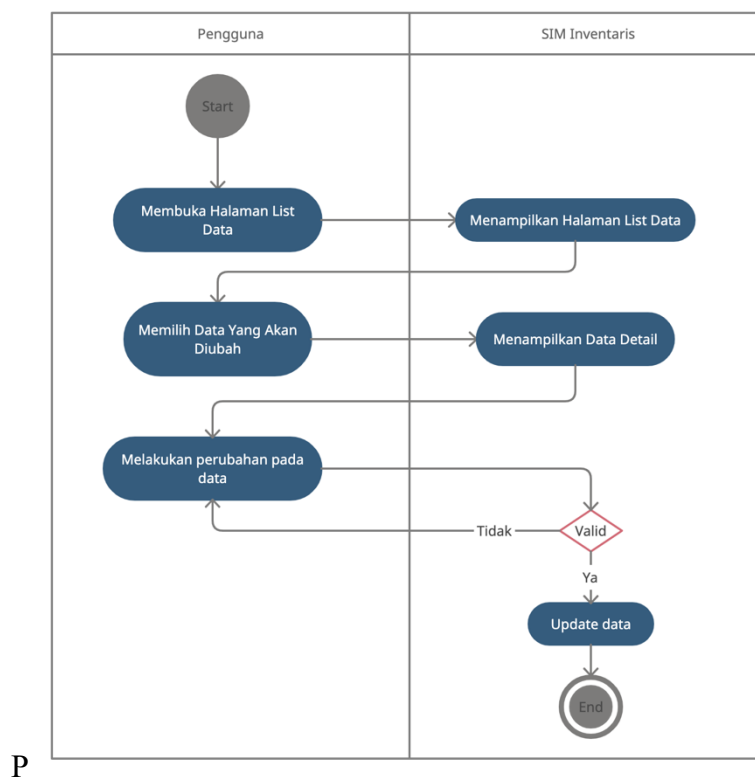 Pengguna
SIM Inventaris
Start
Membuka Halaman List
Data
Menampilkan Halaman List Data
Memilih Data Yang Akan
Diubah
Menampilkan Data Detail
Melakukan perubahan pada
data
Tidak
Valid
Ya
Update data
End
P